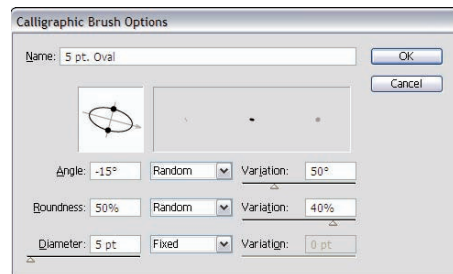 Calligraphic Brush Options
Name: 5 pt. Oval
OK
Cancel
Angle: -15° Random Variation: 50°
Roundness: 50% Random Variation: 40%
Diameter: 5 pt Fixed Variation: 0 pt